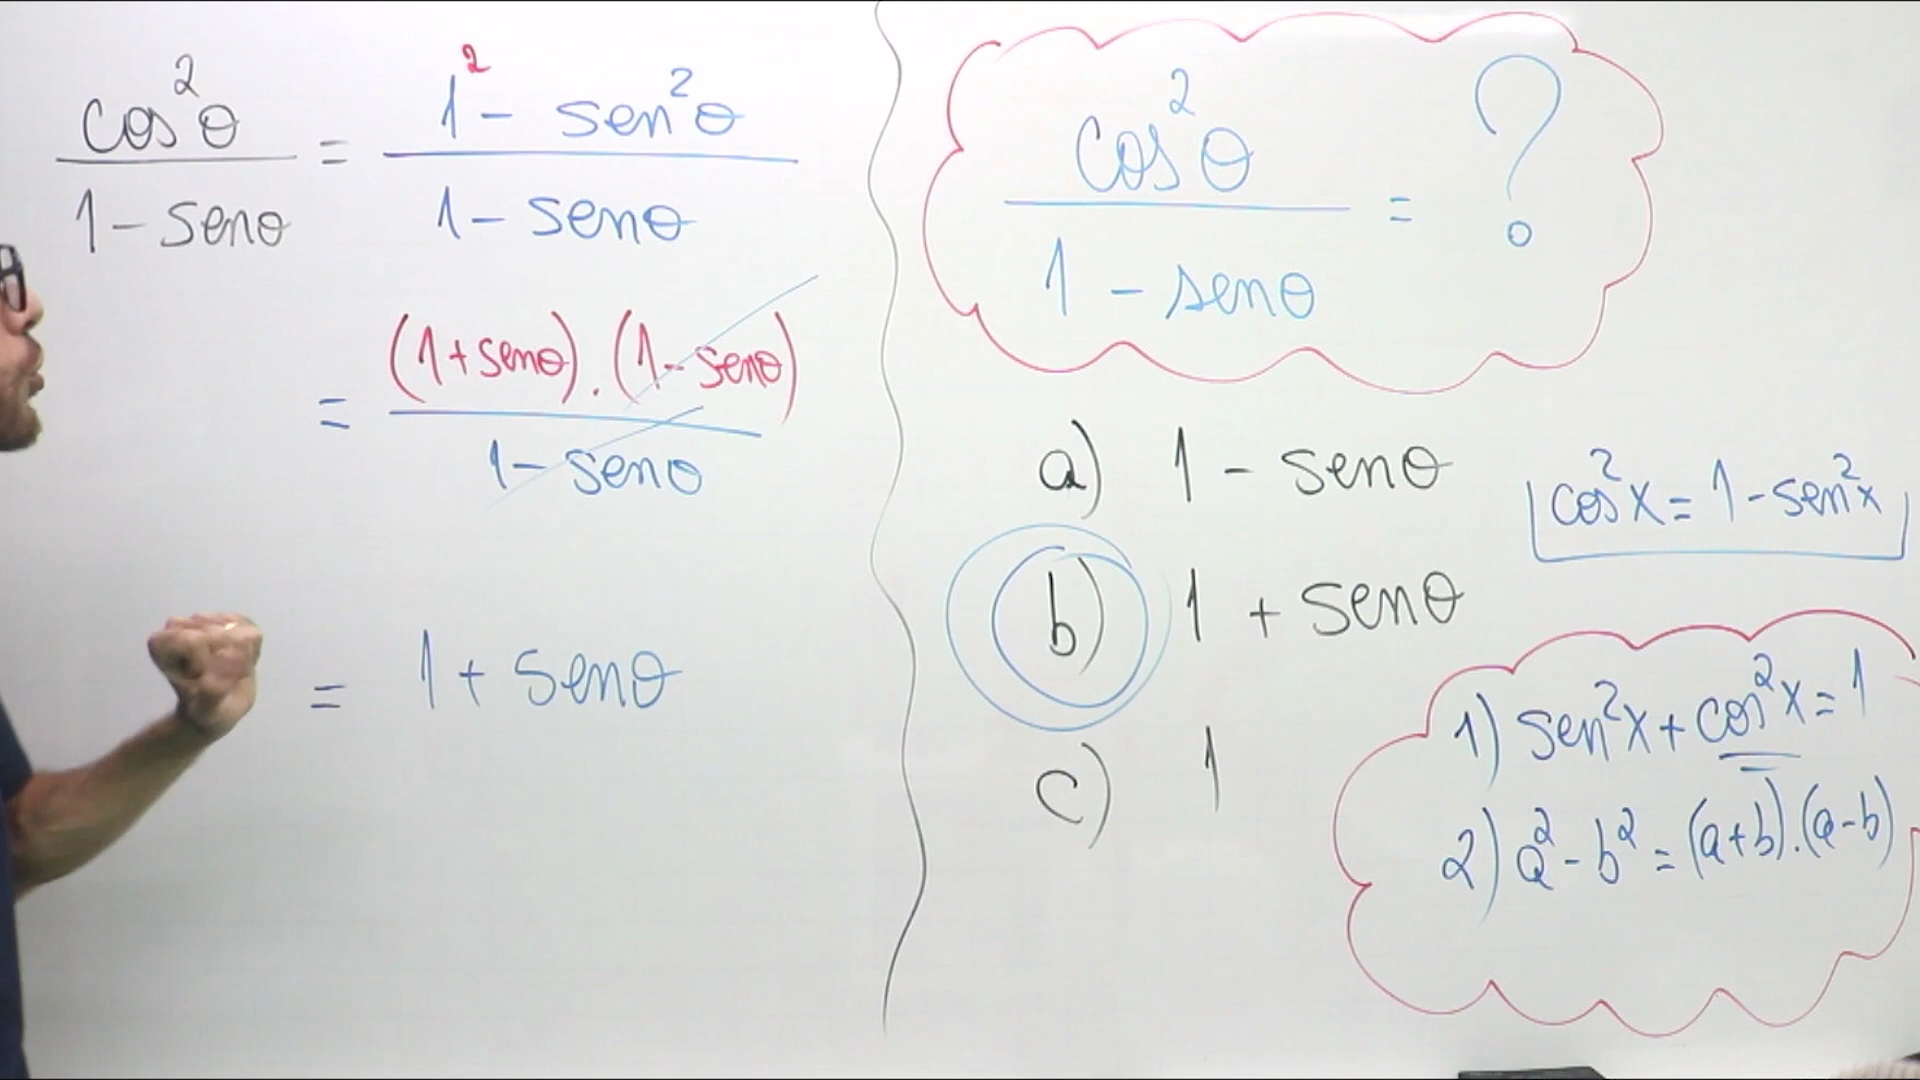 cos²θ / 1 - senθ = 1² - sen²θ / 1 - senθ
= (1 + senθ) . (1 - senθ) / 1 - senθ
= 1 + senθ
cos²θ / 1 - senθ = ?
a) 1 - senθ
b) 1 + senθ
c) 1
cos²x = 1 - sen²x
1) sen²x + cos²x = 1
2) a² - b² = (a+b).(a-b)